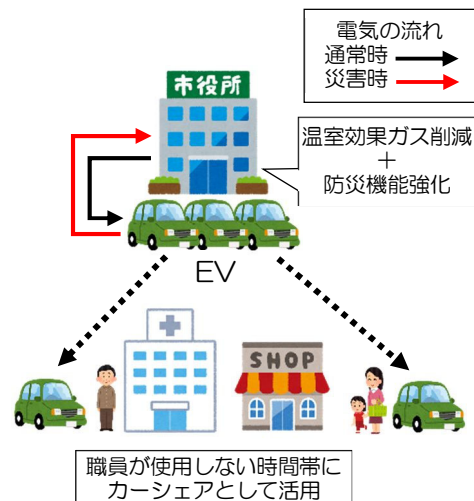 電気の流れ
通常時
災害時
市役所
温室効果ガス削減
＋
防災機能強化
EV
SHOP
職員が使用しない時間帯に
カーシェアとして活用